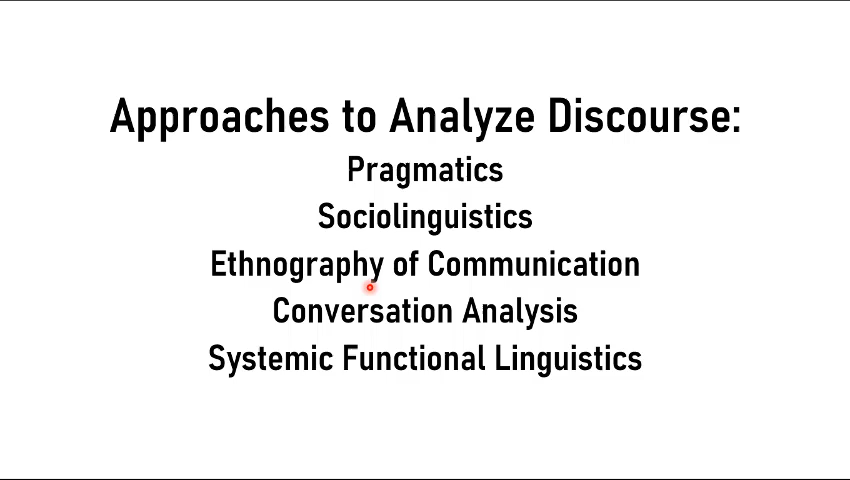 Approaches to Analyze Discourse:
Pragmatics
Sociolinguistics
Ethnography of Communication
Conversation Analysis
Systemic Functional Linguistics